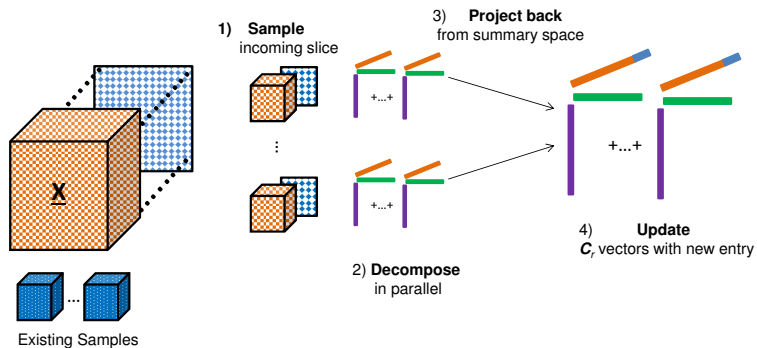 1) Sample
incoming slice
3) Project back
from summary space
+...+
+...+
+...+
X
⋮
2) Decompose
in parallel
4) Update
Cr vectors with new entry
...
Existing Samples